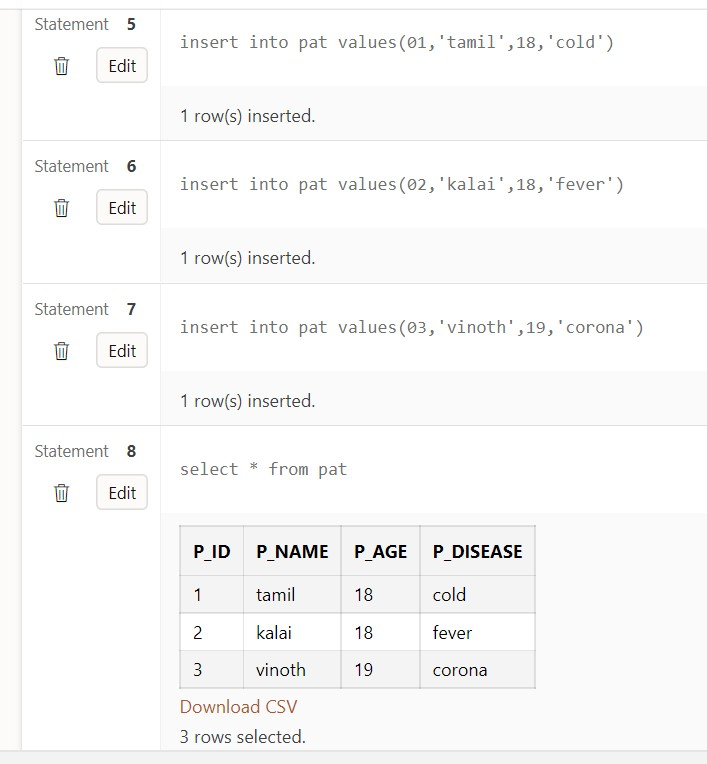 Statement 5
Edit
insert into pat values(01,'tamil',18,'cold')
1 row(s) inserted.
Statement 6
Edit
insert into pat values(02,'kalai',18,'fever')
1 row(s) inserted.
Statement 7
Edit
insert into pat values(03,'vinoth',19,'corona')
1 row(s) inserted.
Statement 8
Edit
select * from pat
P_ID P_NAME P_AGE P_DISEASE
1 tamil 18 cold
2 kalai 18 fever
3 vinoth 19 corona
Download CSV
3 rows selected.